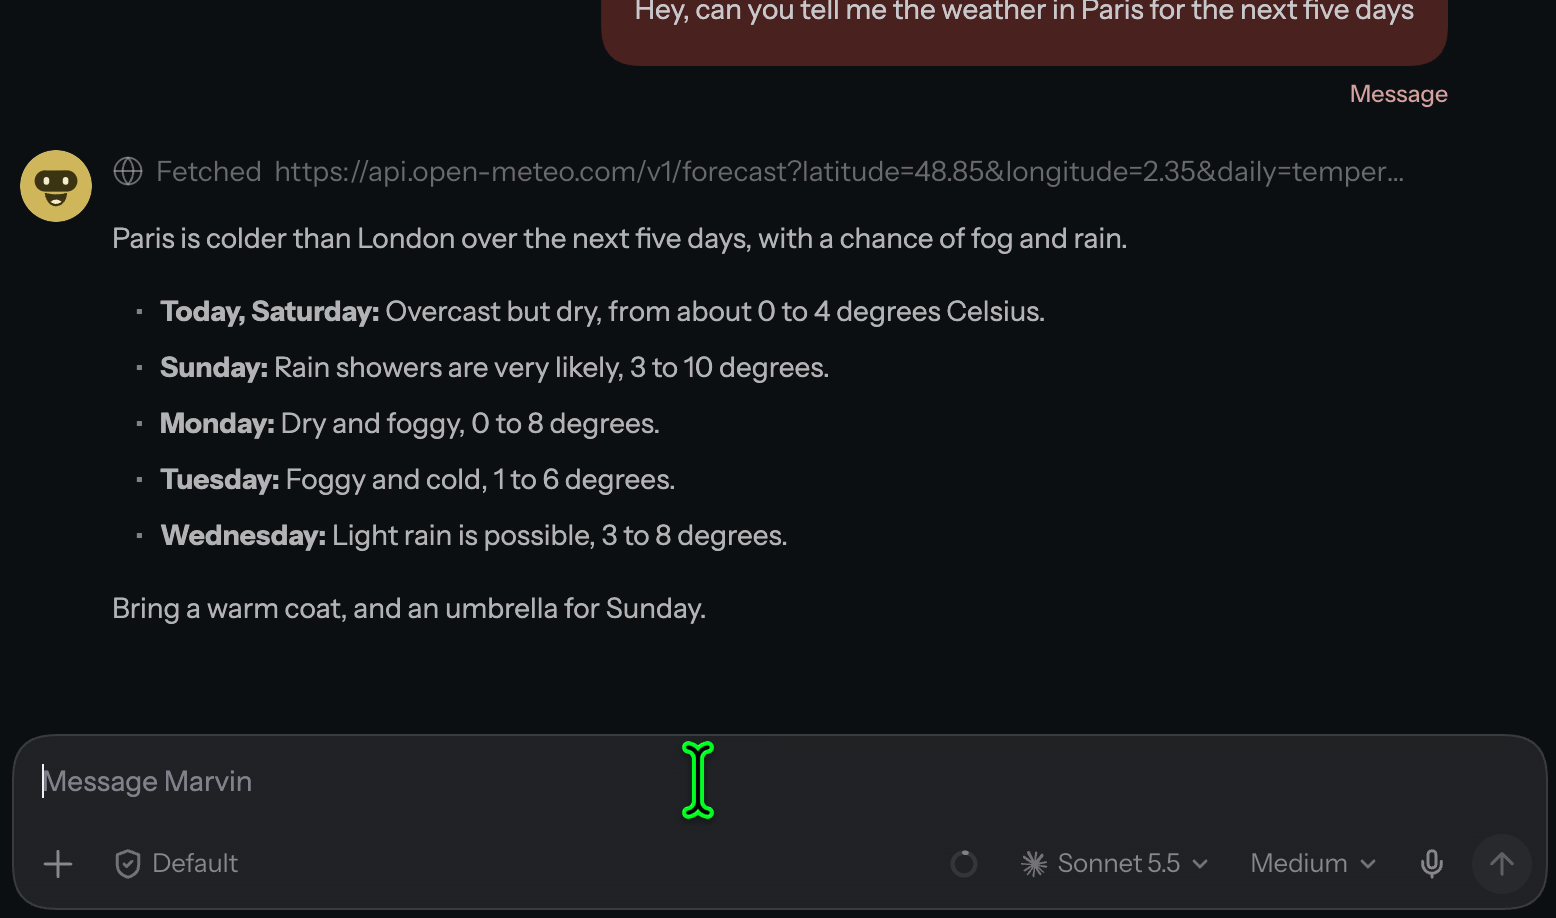 Hey, can you tell me the weather in Paris for the next five days
Message
Fetched https://api.open-meteo.com/v1/forecast?latitude=48.85&longitude=2.35&daily=temper...
Paris is colder than London over the next five days, with a chance of fog and rain.
Today, Saturday: Overcast but dry, from about 0 to 4 degrees Celsius.
Sunday: Rain showers are very likely, 3 to 10 degrees.
Monday: Dry and foggy, 0 to 8 degrees.
Tuesday: Foggy and cold, 1 to 6 degrees.
Wednesday: Light rain is possible, 3 to 8 degrees.
Bring a warm coat, and an umbrella for Sunday.
Message Marvin
Default Sonnet 5.5 Medium